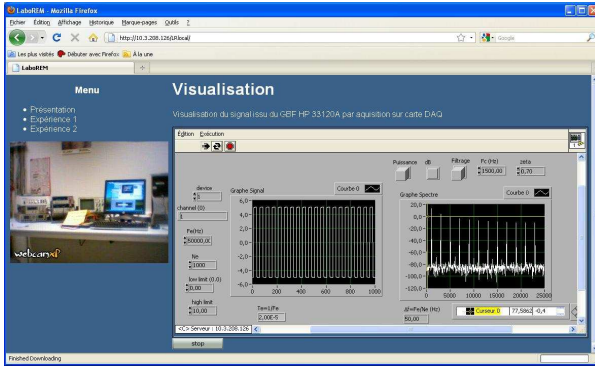 LaboREM - Mozilla Firefox
Fichier Édition Affichage Historique Marque-pages Outils ?
http://10.3.208.126/LRlocal/
Google
Les plus visités Débuter avec Firefox À la une
LaboREM
Menu
Présentation
Expérience 1
Expérience 2
webcamXP
Visualisation
Visualisation du signal issu du GBF HP 33120A par aquisition sur carte DAQ
Edition Exécution
Puissance dB Filtrage Fc (Hz) zeta
1500,00 0,70
device
1
channel (0)
1
Fe(Hz)
50000,00
Ne
1000
low limit (0.0)
0,00
high limit
10,00
Graphe Signal Courbe 0
6,0
4,0
2,0
0,0
-2,0
-4,0
-6,0
0 200 400 600 800 1000
Te=1/Fe
2,00E-5
Graphe Spectre Courbe 0
20,0
0,0
-20,0
-40,0
-60,0
-80,0
-100,0
-120,0
0 5000 10000 15000 20000 25000
Δf=Fe/Ne (Hz)
50,00
Curseur 0 77,5862 -0,4
<C> Serveur : 10.3.208.126
stop
Finished Downloading